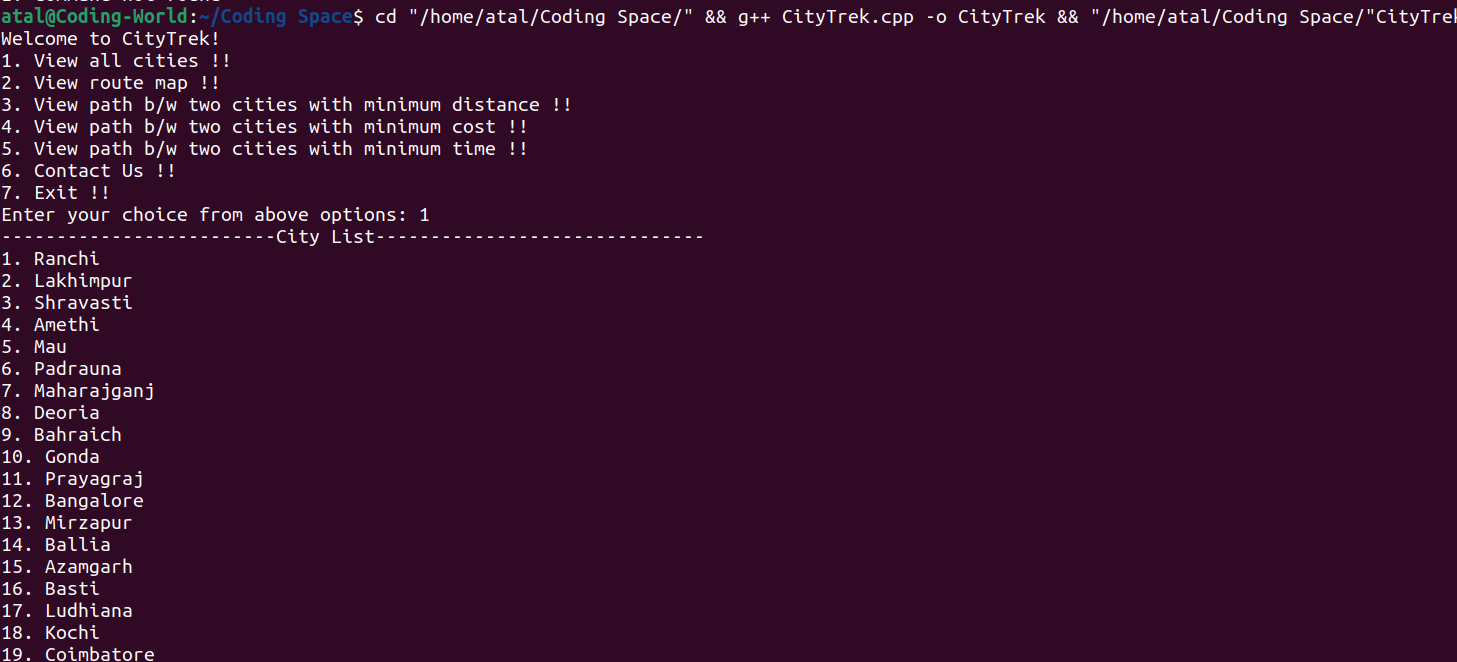 atal@Coding-World:~/Coding Space$ cd "/home/atal/Coding Space/" && g++ CityTrek.cpp -o CityTrek && "/home/atal/Coding Space/"CityTrek
Welcome to CityTrek!
1. View all cities !!
2. View route map !!
3. View path b/w two cities with minimum distance !!
4. View path b/w two cities with minimum cost !!
5. View path b/w two cities with minimum time !!
6. Contact Us !!
7. Exit !!
Enter your choice from above options: 1
-------------------------City List------------------------------
1. Ranchi
2. Lakhimpur
3. Shravasti
4. Amethi
5. Mau
6. Padrauna
7. Maharajganj
8. Deoria
9. Bahraich
10. Gonda
11. Prayagraj
12. Bangalore
13. Mirzapur
14. Ballia
15. Azamgarh
16. Basti
17. Ludhiana
18. Kochi
19. Coimbatore